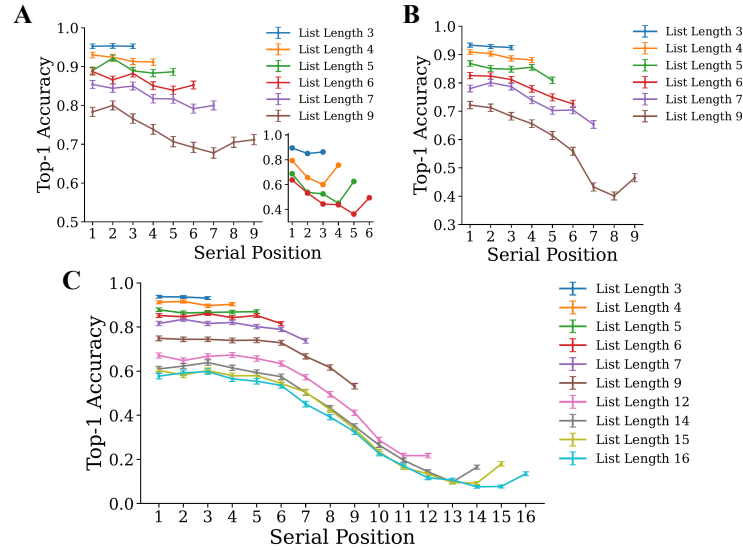 A
1.0
0.9
0.8
0.7
0.6
0.5
Top-1 Accuracy
1 2 3 4 5 6 7 8 9
Serial Position
List Length 3
List Length 4
List Length 5
List Length 6
List Length 7
List Length 9
1.0
0.8
0.6
0.4
1 2 3 4 5 6
B
1.0
0.9
0.8
0.7
0.6
0.5
0.4
0.3
Top-1 Accuracy
1 2 3 4 5 6 7 8 9
Serial Position
List Length 3
List Length 4
List Length 5
List Length 6
List Length 7
List Length 9
C
1.0
0.8
0.6
0.4
0.2
0.0
Top-1 Accuracy
1 2 3 4 5 6 7 8 9 10 11 12 13 14 15 16
Serial Position
List Length 3
List Length 4
List Length 5
List Length 6
List Length 7
List Length 9
List Length 12
List Length 14
List Length 15
List Length 16